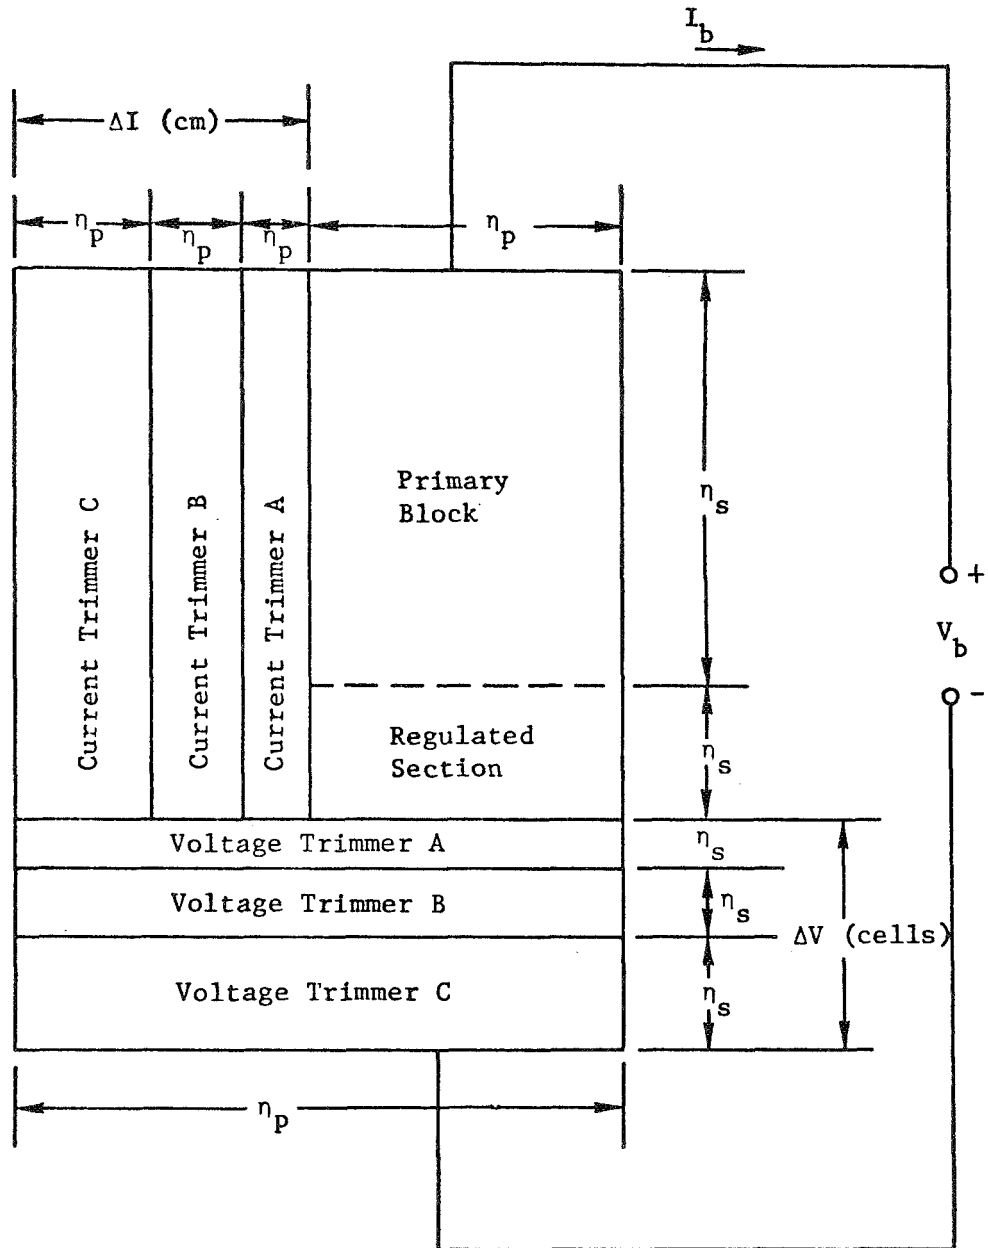 I_b
ΔI (cm)
η_p η_p η_p η_p
Primary
Block
Current Trimmer C
Current Trimmer B
Current Trimmer A
η_s
+
V_b
-
Regulated
Section
η_s
Voltage Trimmer A
η_s
Voltage Trimmer B
η_s
ΔV (cells)
Voltage Trimmer C
η_s
η_p